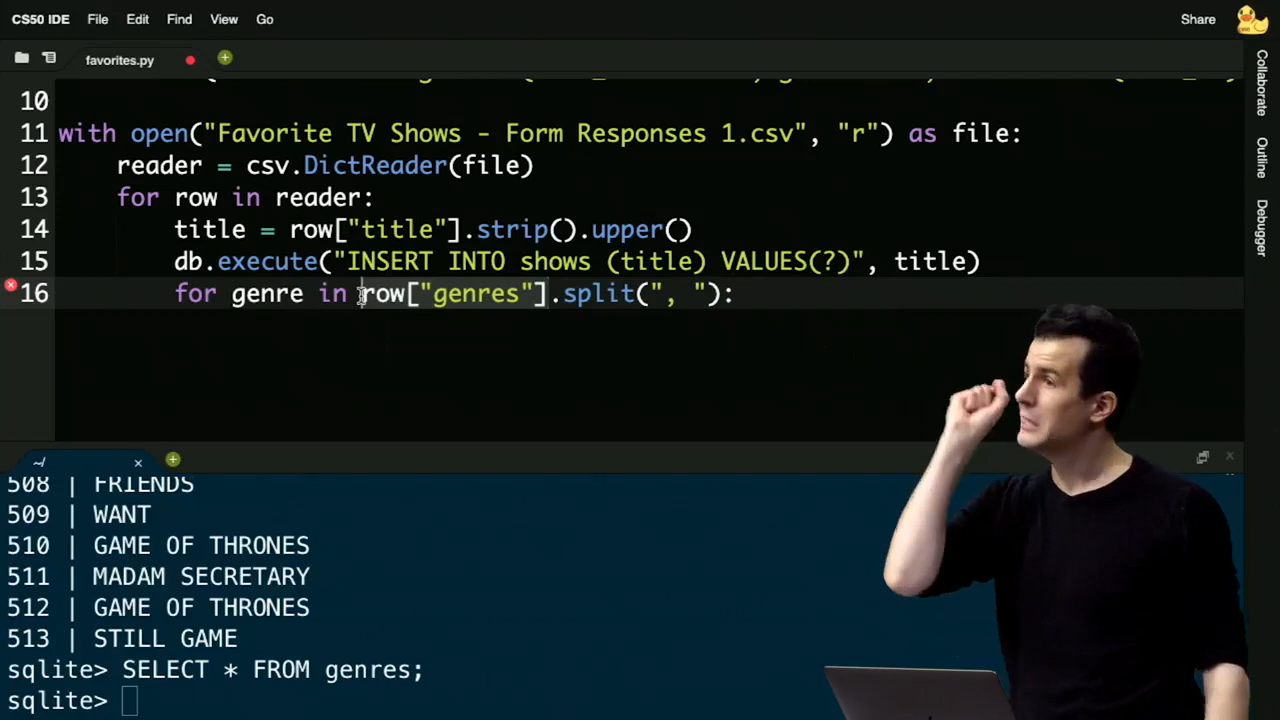 CS50 IDE File Edit Find View Go Share
favorites.py
10
11 with open("Favorite TV Shows - Form Responses 1.csv", "r") as file:
12 reader = csv.DictReader(file)
13 for row in reader:
14 title = row["title"].strip().upper()
15 db.execute("INSERT INTO shows (title) VALUES(?)", title)
16 for genre in row["genres"].split(", "):
Collaborate
Outline
Debugger
~/
508 | FRIENDS
509 | WANT
510 | GAME OF THRONES
511 | MADAM SECRETARY
512 | GAME OF THRONES
513 | STILL GAME
sqlite> SELECT * FROM genres;
sqlite>